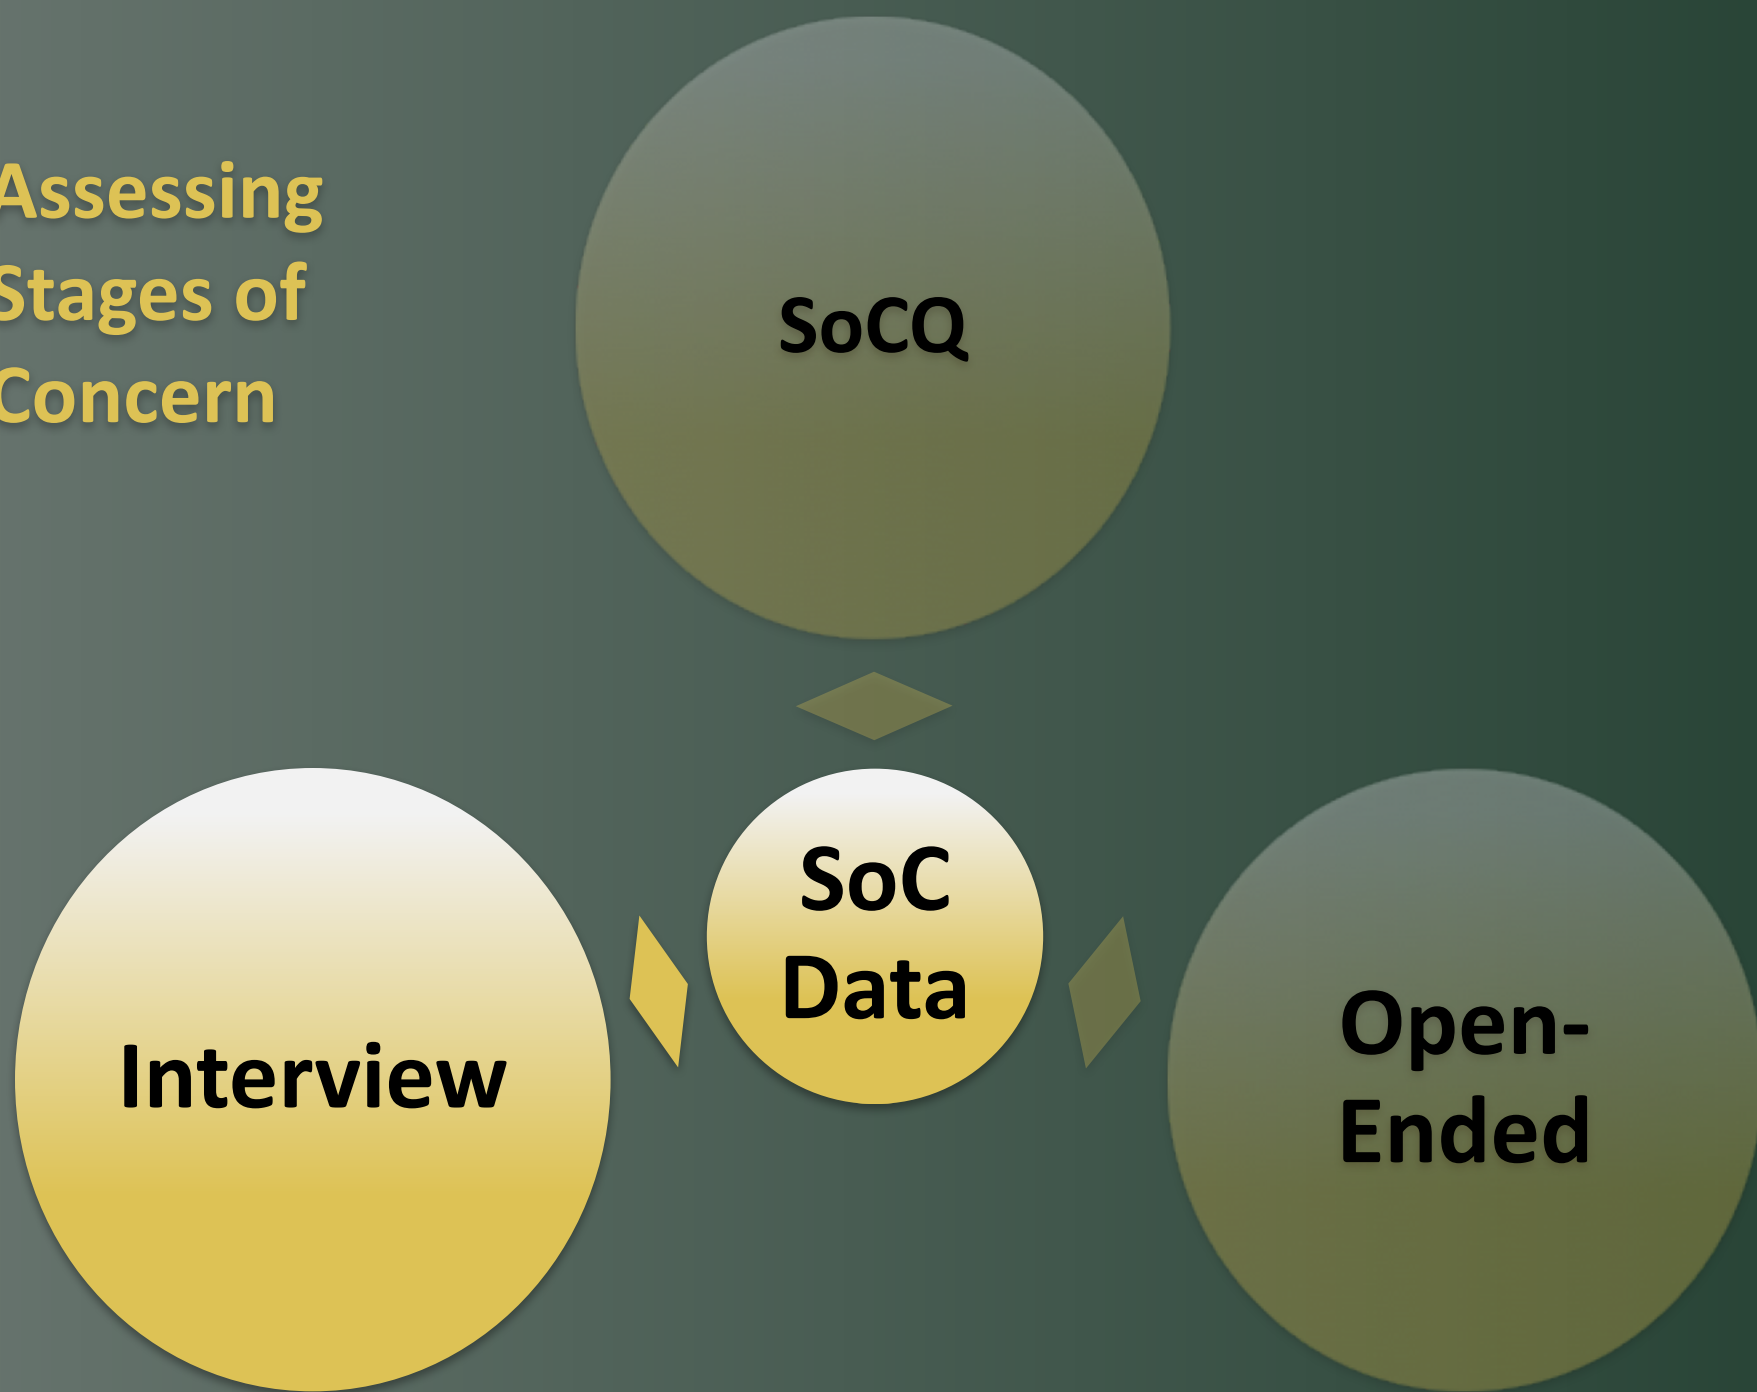 Assessing
Stages of
Concern
SoCQ
SoC
Data
Interview
Open-
Ended